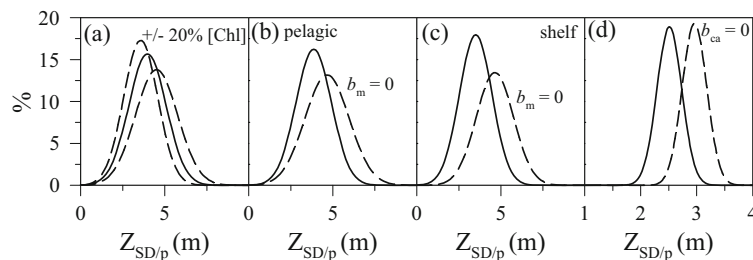 (a) +/- 20% [Chl]
(b) pelagic
(c) shelf
(d) b_ca = 0
b_m = 0
b_m = 0
%
20
15
10
5
0
0 5 0 5 0 5 1 2 3 4
Z_SD/p (m) Z_SD/p (m) Z_SD/p (m) Z_SD/p (m)